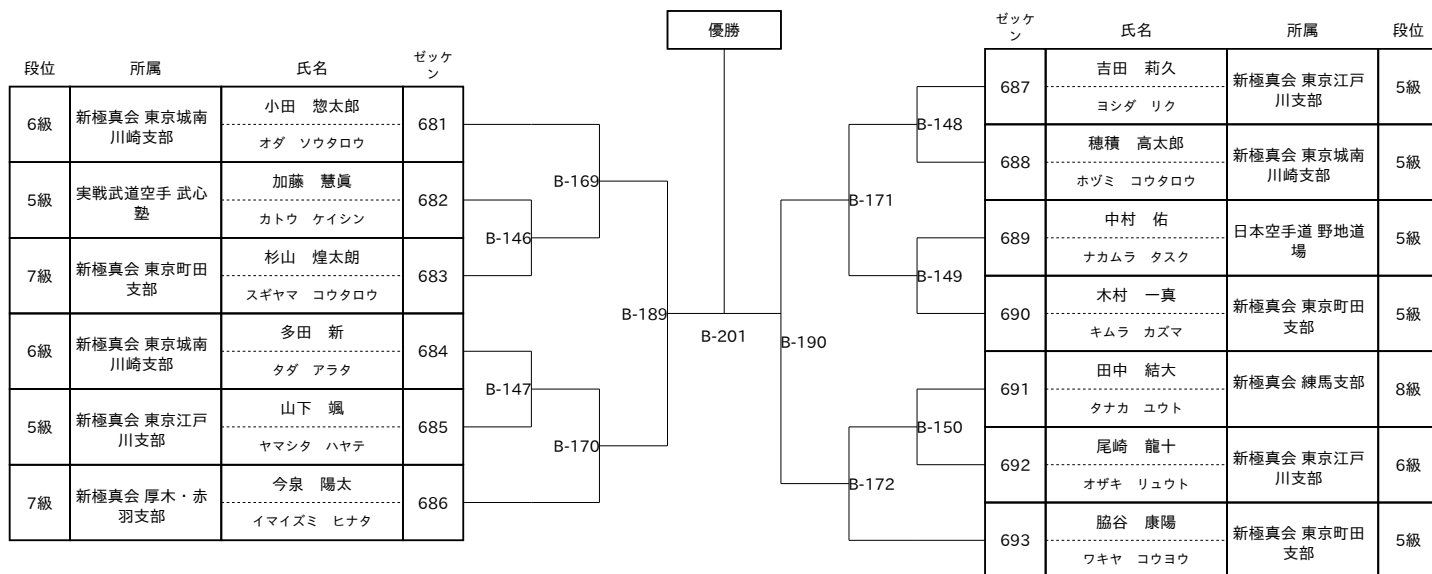 優勝
段位 所属 氏名 ゼッケ
ン
6級 新極真会 東京城南
川崎支部 小田 惣太郎
オダ ソウタロウ 681
5級 実戦武道空手 武心
塾 加藤 慧眞
カトウ ケイシン 682
7級 新極真会 東京町田
支部 杉山 煌太朗
スギヤマ コウタロウ 683
6級 新極真会 東京城南
川崎支部 多田 新
タダ アラタ 684
5級 新極真会 東京江戸
川支部 山下 颯
ヤマシタ ハヤテ 685
7級 新極真会 厚木・赤
羽支部 今泉 陽太
イマイズミ ヒナタ 686
B-169
B-146
B-189
B-147
B-170
B-201
B-148
B-171
B-149
B-190
B-150
B-172
ゼッケ
ン 氏名 所属 段位
687 吉田 莉久
ヨシダ リク 新極真会 東京江戸
川支部 5級
688 穂積 高太郎
ホヅミ コウタロウ 新極真会 東京城南
川崎支部 5級
689 中村 佑
ナカムラ タスク 日本空手道 野地道
場 5級
690 木村 一真
キムラ カズマ 新極真会 東京町田
支部 5級
691 田中 結大
タナカ ユウト 新極真会 練馬支部 8級
692 尾崎 龍十
オザキ リュウト 新極真会 東京江戸
川支部 6級
693 脇谷 康陽
ワキヤ コウヨウ 新極真会 東京町田
支部 5級